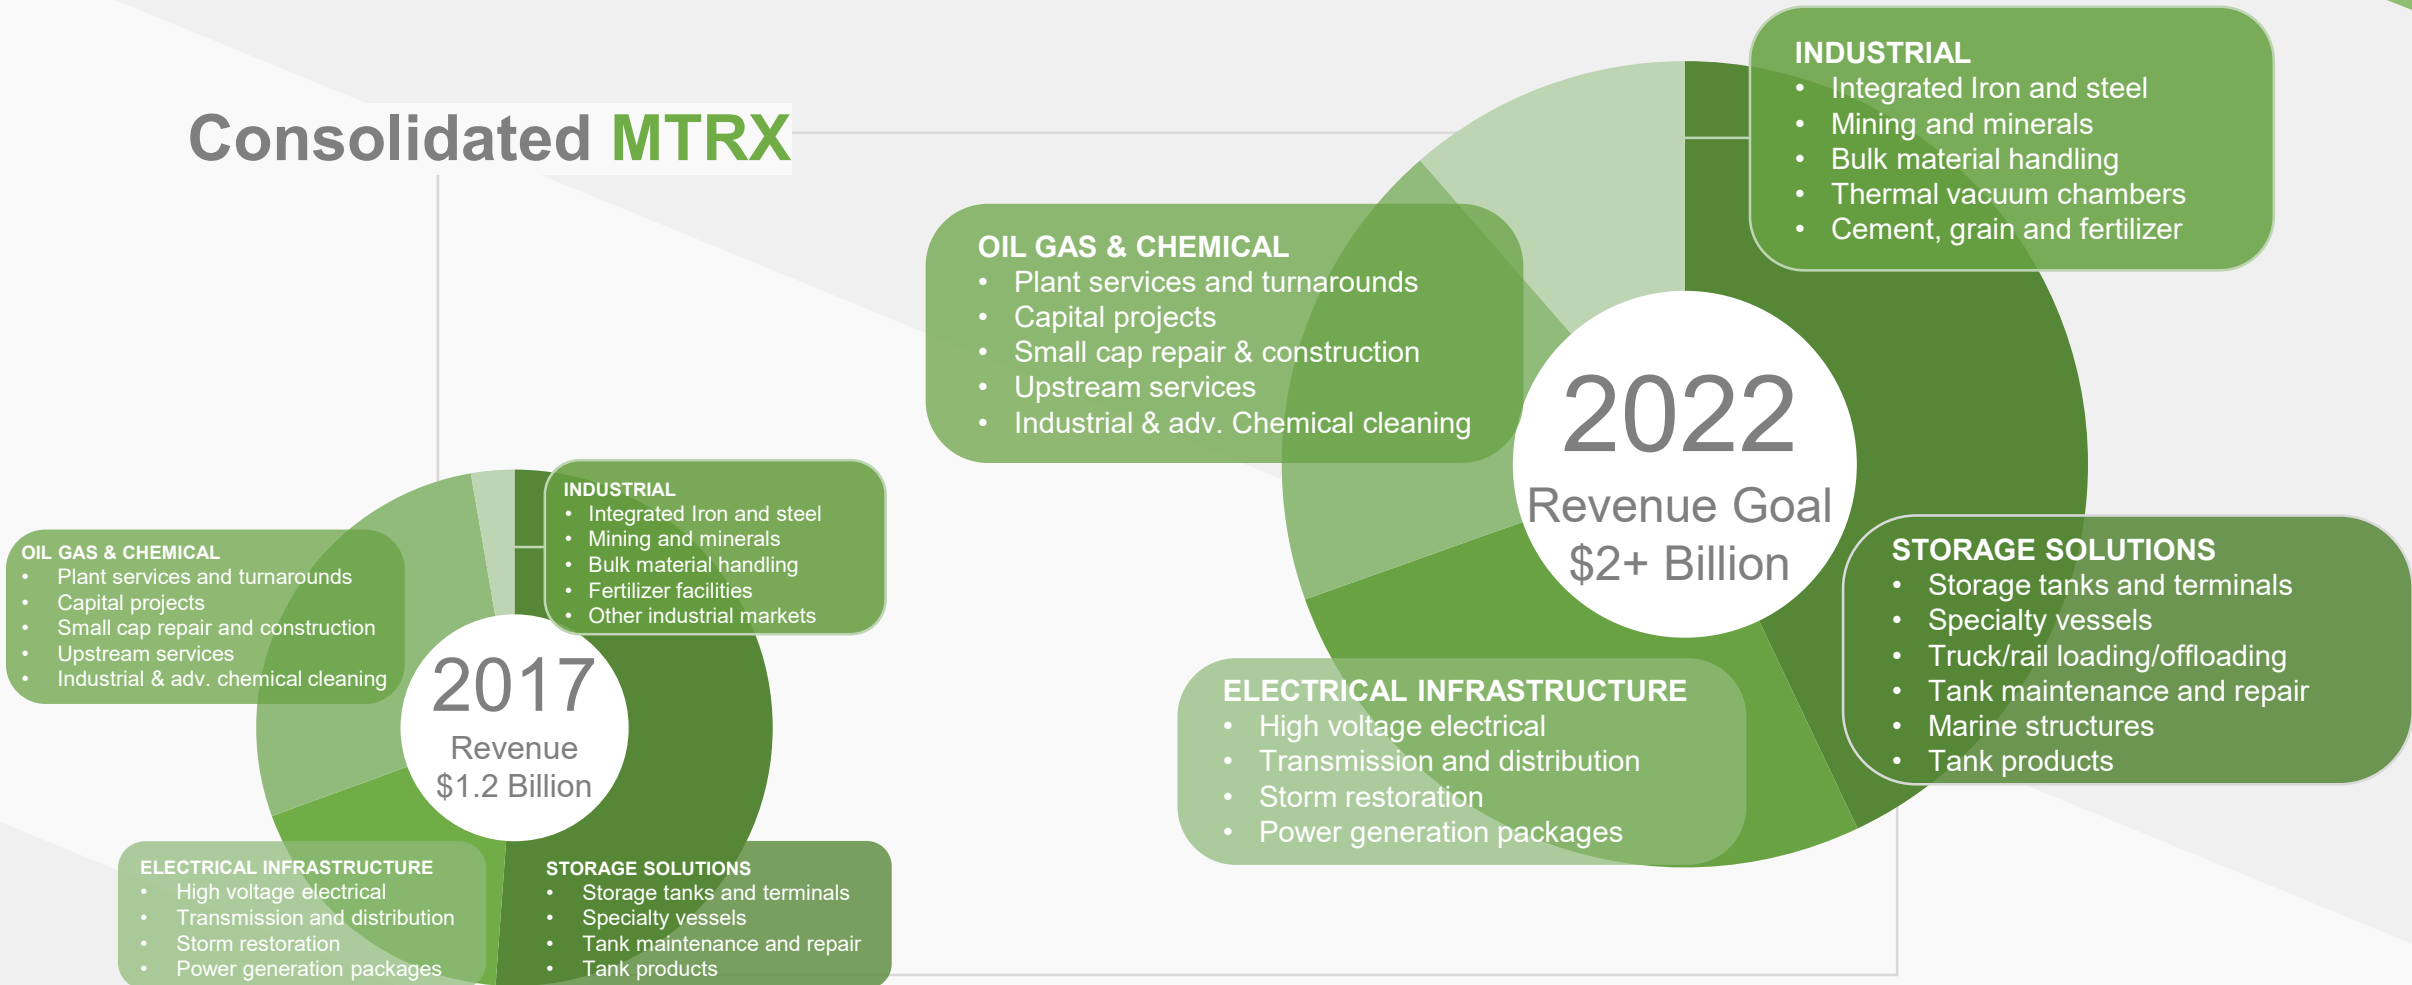 Consolidated MTRX
INDUSTRIAL
• Integrated Iron and steel
• Mining and minerals
• Bulk material handling
• Thermal vacuum chambers
• Cement, grain and fertilizer
OIL GAS & CHEMICAL
• Plant services and turnarounds
• Capital projects
• Small cap repair & construction
• Upstream services
• Industrial & adv. Chemical cleaning
2022
Revenue Goal
$2+ Billion
STORAGE SOLUTIONS
• Storage tanks and terminals
• Specialty vessels
• Truck/rail loading/offloading
• Tank maintenance and repair
• Marine structures
• Tank products
ELECTRICAL INFRASTRUCTURE
• High voltage electrical
• Transmission and distribution
• Storm restoration
• Power generation packages
INDUSTRIAL
• Integrated Iron and steel
• Mining and minerals
• Bulk material handling
• Fertilizer facilities
• Other industrial markets
OIL GAS & CHEMICAL
• Plant services and turnarounds
• Capital projects
• Small cap repair and construction
• Upstream services
• Industrial & adv. chemical cleaning
2017
Revenue
$1.2 Billion
ELECTRICAL INFRASTRUCTURE
• High voltage electrical
• Transmission and distribution
• Storm restoration
• Power generation packages
STORAGE SOLUTIONS
• Storage tanks and terminals
• Specialty vessels
• Tank maintenance and repair
• Tank products